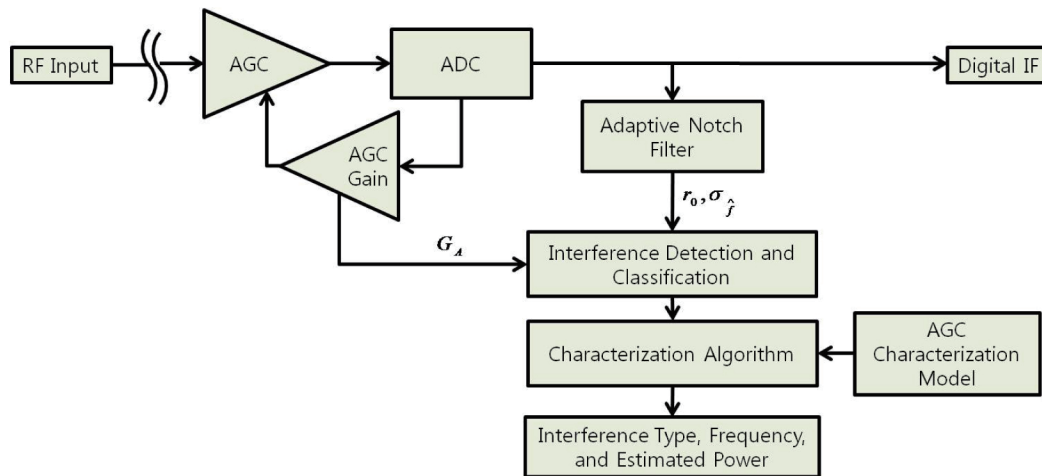 RF Input
AGC
ADC
Digital IF
AGC
Gain
Adaptive Notch
Filter
r₀, σ_f̂
G_A
Interference Detection and
Classification
Characterization Algorithm
AGC
Characterization
Model
Interference Type, Frequency,
and Estimated Power